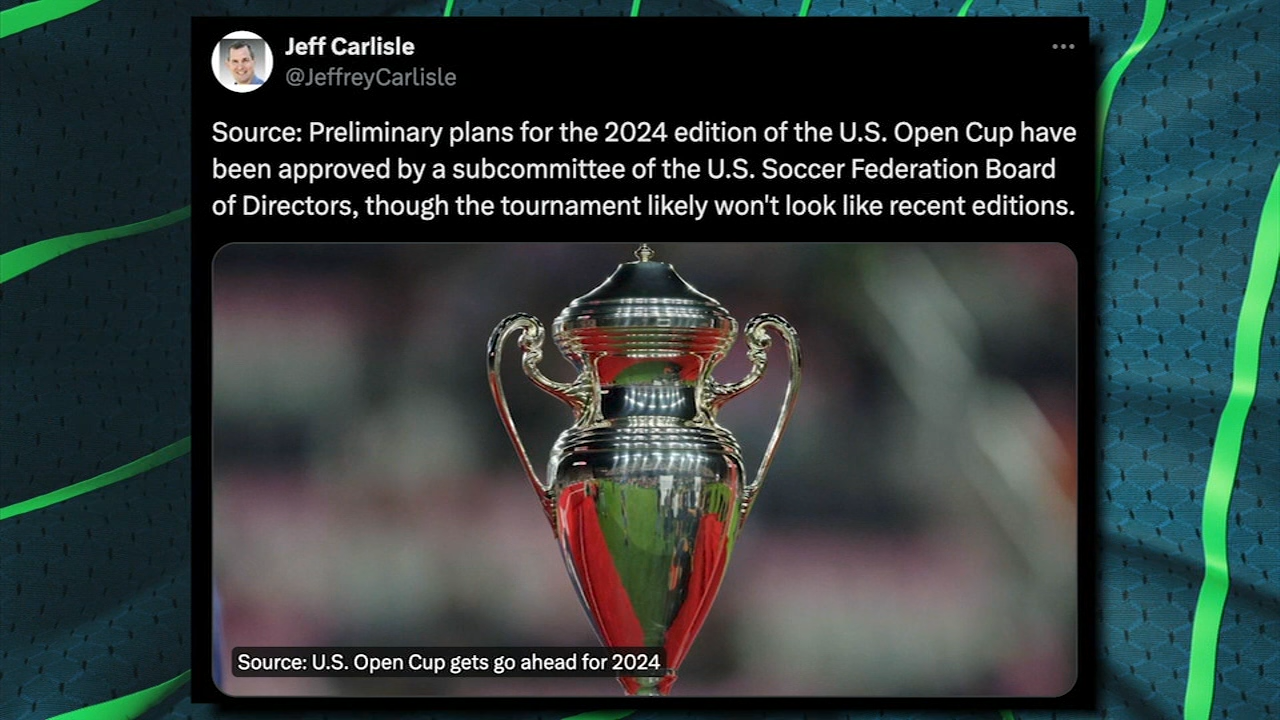 Jeff Carlisle
@JeffreyCarlisle
Source: Preliminary plans for the 2024 edition of the U.S. Open Cup have
been approved by a subcommittee of the U.S. Soccer Federation Board
of Directors, though the tournament likely won't look like recent editions.
Source: U.S. Open Cup gets go ahead for 2024